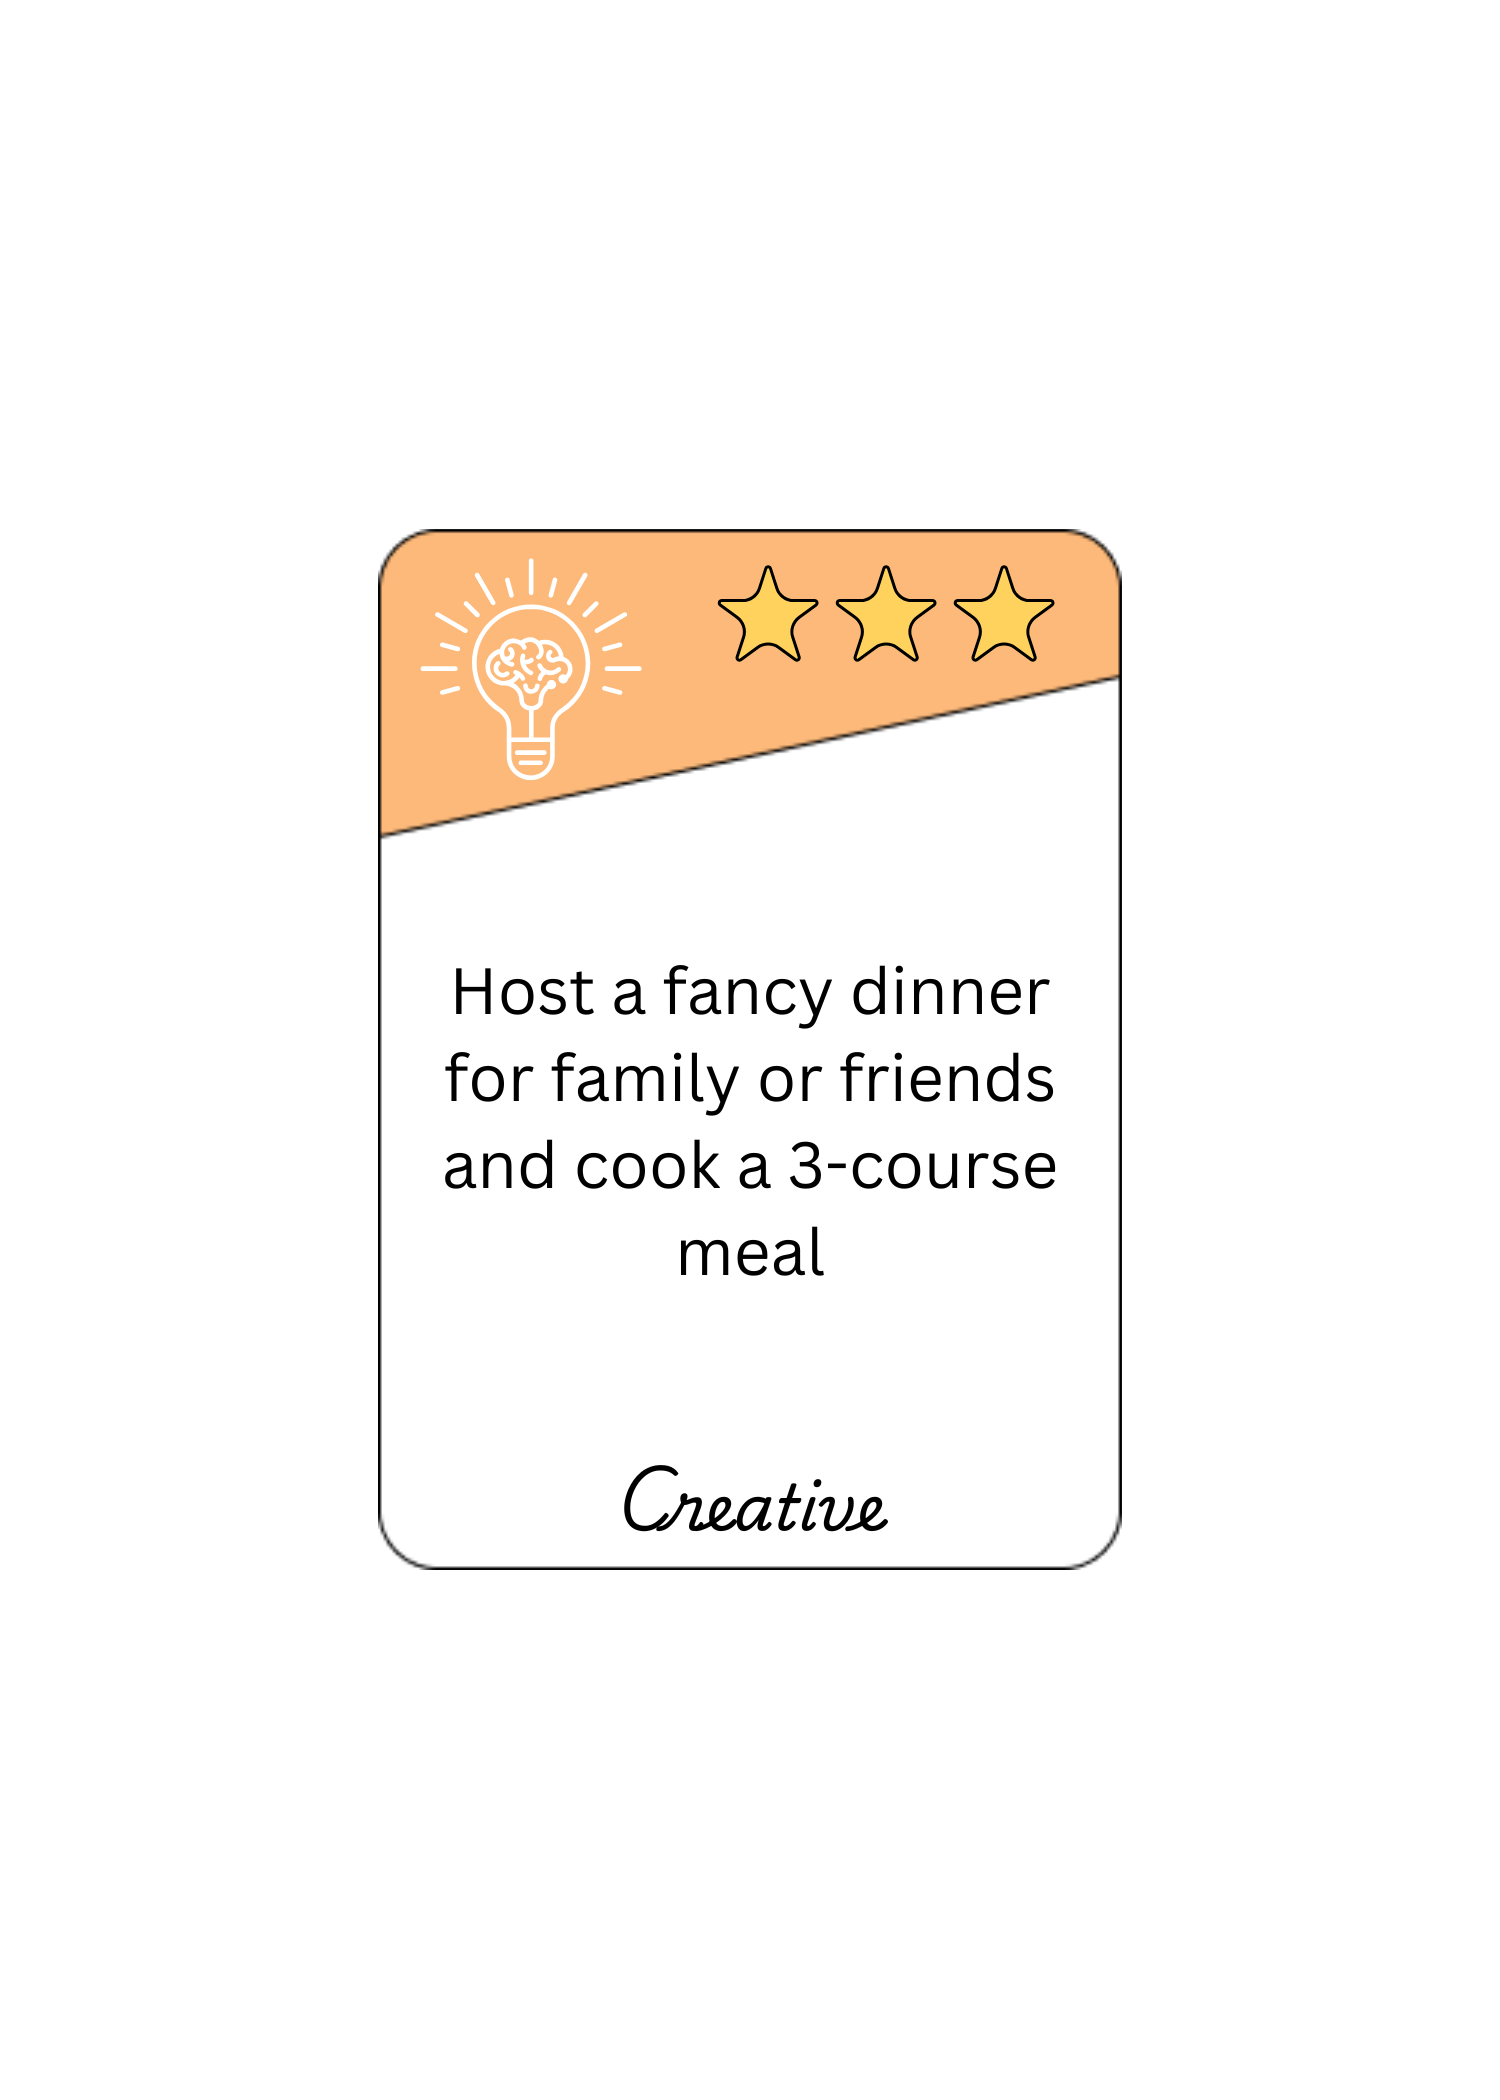 Host a fancy dinner
for family or friends
and cook a 3-course
meal
Creative